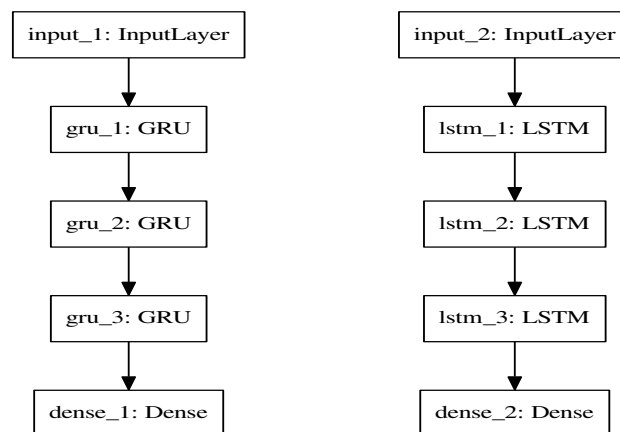 input_1: InputLayer
gru_1: GRU
gru_2: GRU
gru_3: GRU
dense_1: Dense
input_2: InputLayer
lstm_1: LSTM
lstm_2: LSTM
lstm_3: LSTM
dense_2: Dense